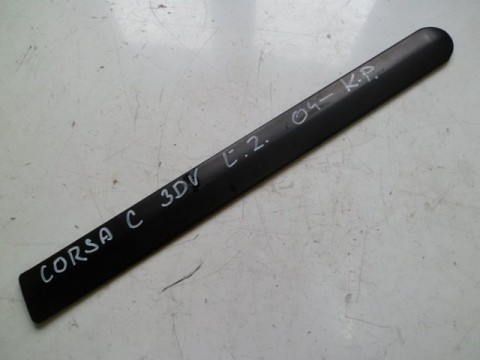 CORSA C 3DV L.Z. 04- K.P.